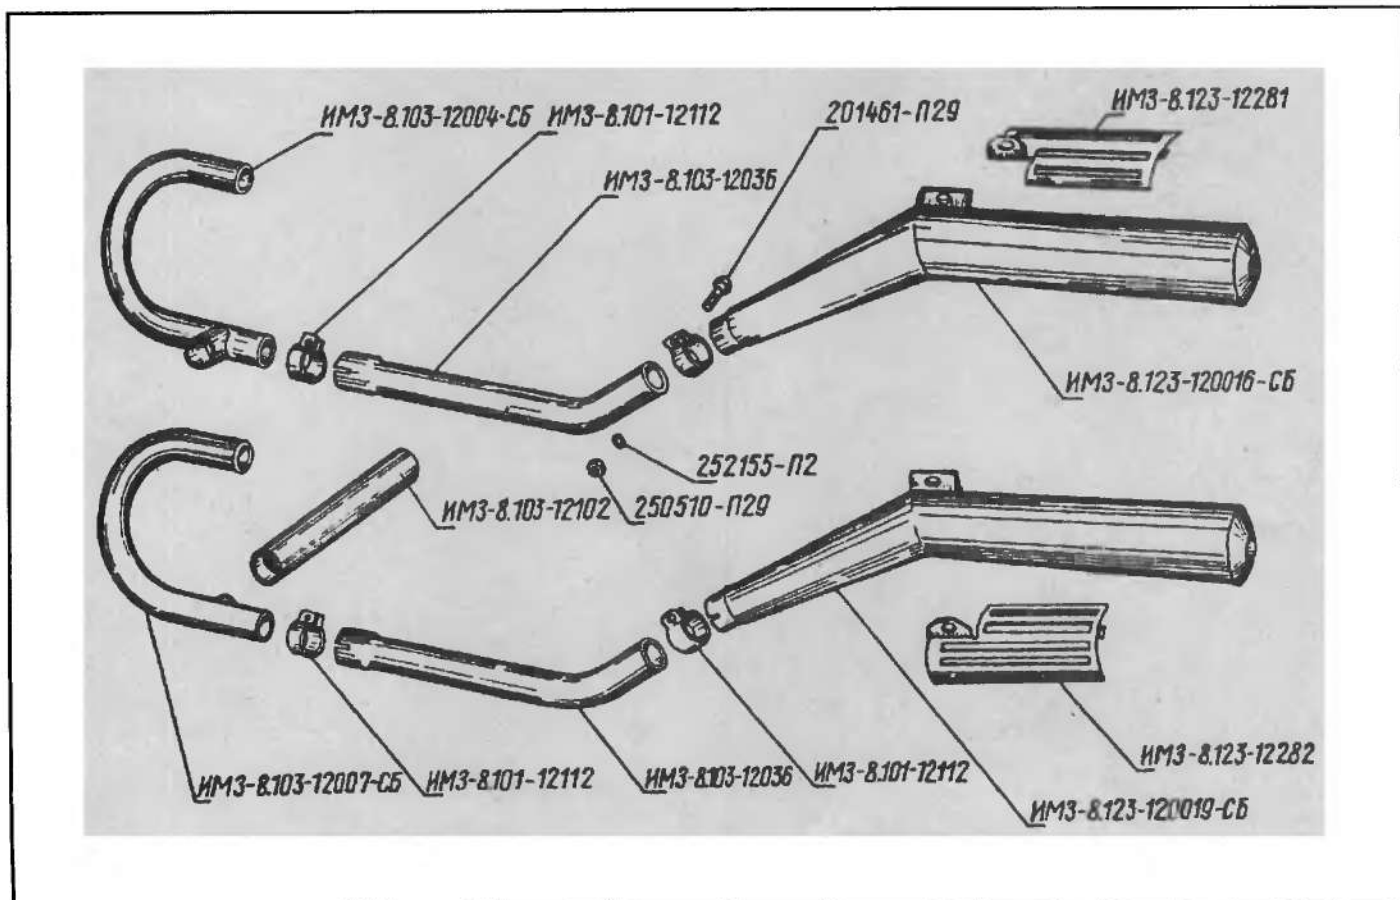 ИМЗ-8.103-12004-СБ
ИМЗ-8.101-12112
201461-П29
ИМЗ-8.123-12281
ИМЗ-8.103-12036
ИМЗ-8.123-120016-СБ
252155-П2
ИМЗ-8.103-12102
250510-П29
ИМЗ-8.103-12007-СБ
ИМЗ-8.101-12112
ИМЗ-8.103-12036
ИМЗ-8.101-12112
ИМЗ-8.123-12282
ИМЗ-8.123-120019-СБ